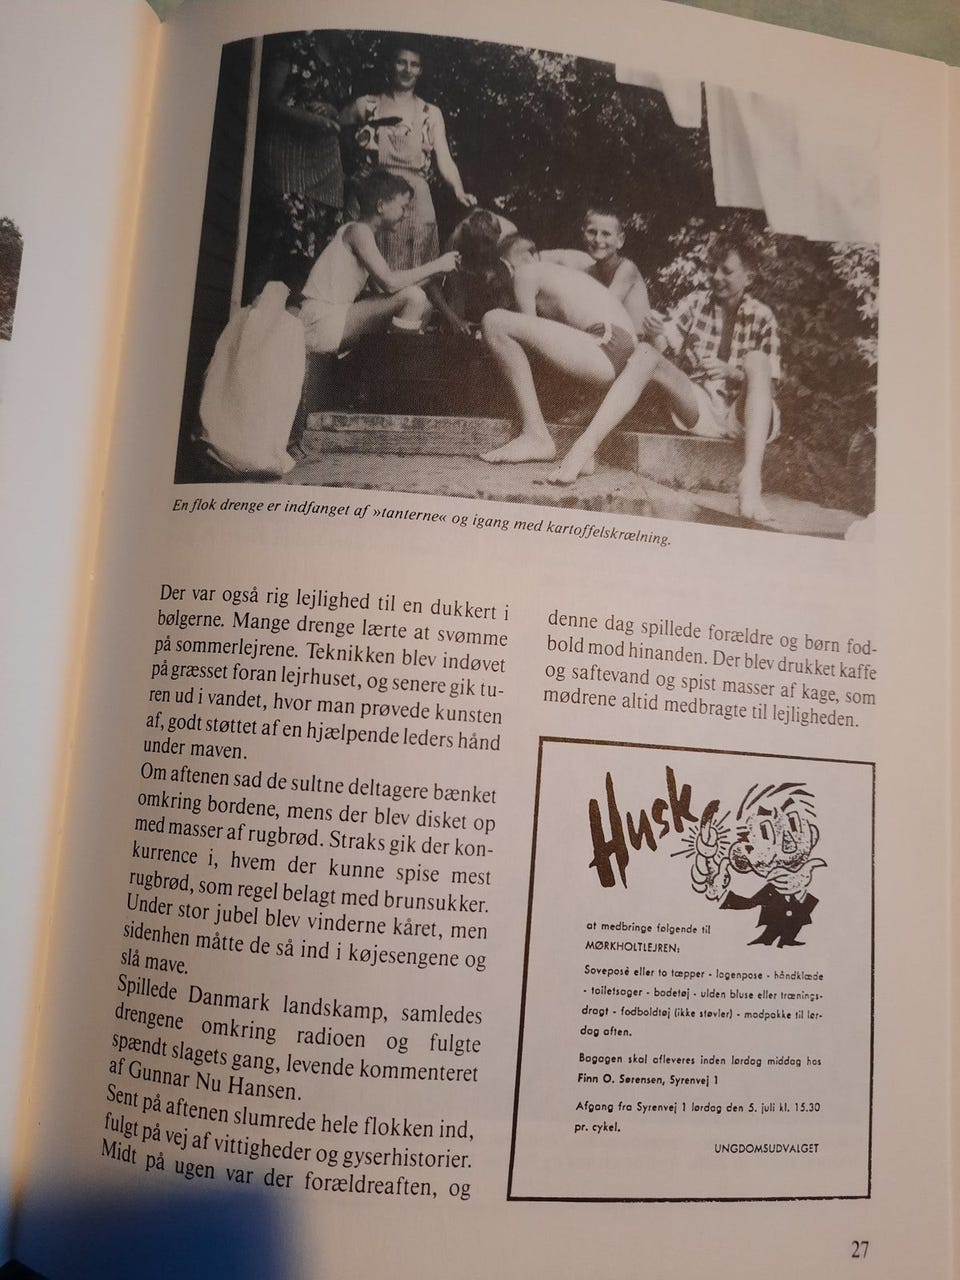 En flok drenge er indfanget af »tanterne« og igang med kartoffelskrælning.
Der var også rig lejlighed til en dukkert i
bølgerne. Mange drenge lærte at svømme
på sommerlejrene. Teknikken blev indøvet
på græsset foran lejrhuset, og senere gik tu-
ren ud i vandet, hvor man prøvede kunsten
af, godt støttet af en hjælpende leders hånd
under maven.
Om aftenen sad de sultne deltagere bænket
omkring bordene, mens der blev disket op
med masser af rugbrød. Straks gik der kon-
kurrence i, hvem der kunne spise mest
rugbrød, som regel belagt med brunsukker.
Under stor jubel blev vinderne kåret, men
sidenhen måtte de så ind i køjesengene og
slå mave.
Spillede Danmark landskamp, samledes
drengene omkring radioen og fulgte
spændt slagets gang, levende kommenteret
af Gunnar Nu Hansen.
Sent på aftenen slumrede hele flokken ind,
fulgt på vej af vittigheder og gyserhistorier.
Midt på ugen var der forældreaften, og
denne dag spillede forældre og børn fod-
bold mod hinanden. Der blev drukket kaffe
og saftevand og spist masser af kage, som
mødrene altid medbragte til lejligheden.
Husk
at medbringe følgende til
MØRKHOLTLEJREN:
Soveposè eller to tæpper - lagenpose - håndklæde
- toiletsager - badetøj - ulden bluse eller trænings-
dragt - fodboldtøj (ikke støvler) - madpakke til lør-
dag aften.
Bagagen skal afleveres inden lørdag middag hos
Finn O. Sørensen, Syrenvej 1
Afgang fra Syrenvej 1 lørdag den 5. juli kl. 15.30
pr. cykel.
UNGDOMSUDVALGET
27